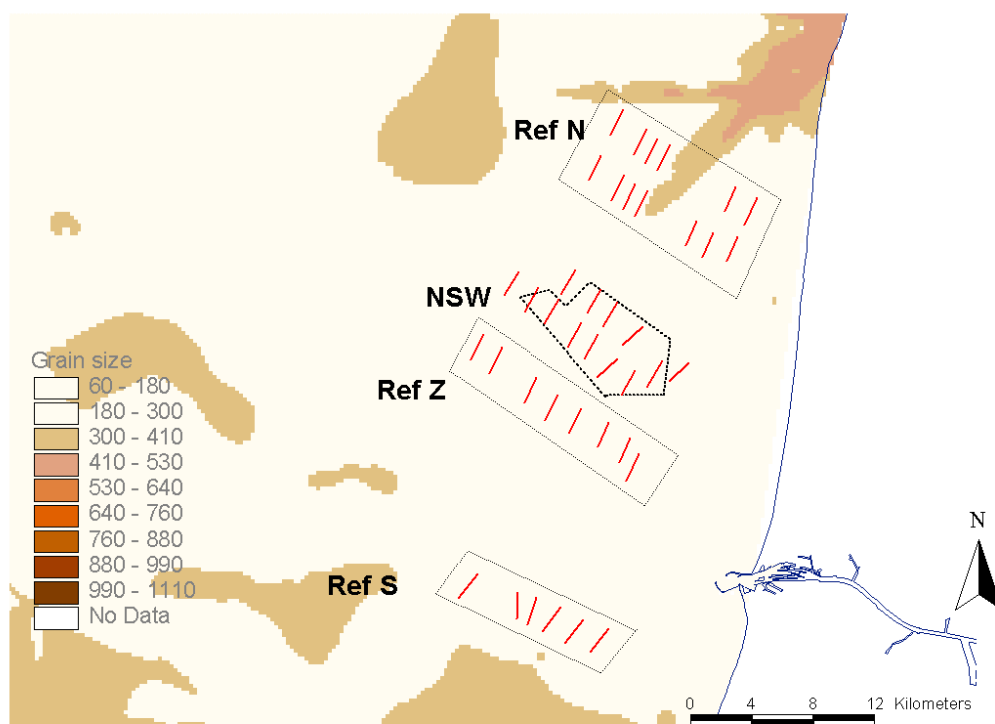 Ref N
NSW
Ref Z
Ref S
Grain size
60 - 180
180 - 300
300 - 410
410 - 530
530 - 640
640 - 760
760 - 880
880 - 990
990 - 1110
No Data
N
0 4 8 12 Kilometers